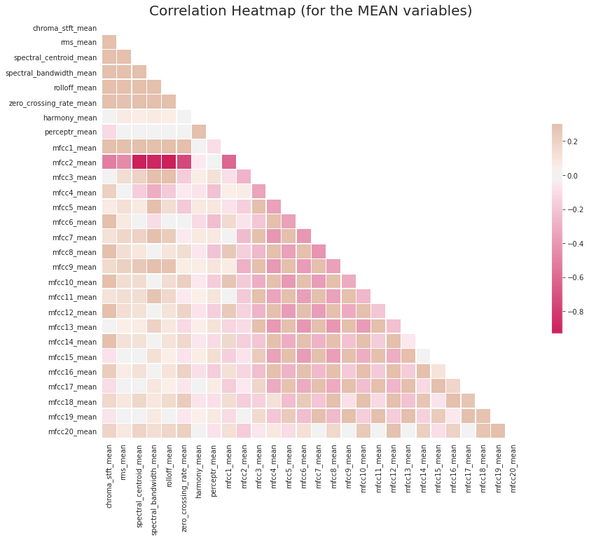 Correlation Heatmap (for the MEAN variables)
chroma_stft_mean
rms_mean
spectral_centroid_mean
spectral_bandwidth_mean
rolloff_mean
zero_crossing_rate_mean
harmony_mean
perceptr_mean
mfcc1_mean
mfcc2_mean
mfcc3_mean
mfcc4_mean
mfcc5_mean
mfcc6_mean
mfcc7_mean
mfcc8_mean
mfcc9_mean
mfcc10_mean
mfcc11_mean
mfcc12_mean
mfcc13_mean
mfcc14_mean
mfcc15_mean
mfcc16_mean
mfcc17_mean
mfcc18_mean
mfcc19_mean
mfcc20_mean
chroma_stft_mean
rms_mean
spectral_centroid_mean
spectral_bandwidth_mean
rolloff_mean
zero_crossing_rate_mean
harmony_mean
perceptr_mean
mfcc1_mean
mfcc2_mean
mfcc3_mean
mfcc4_mean
mfcc5_mean
mfcc6_mean
mfcc7_mean
mfcc8_mean
mfcc9_mean
mfcc10_mean
mfcc11_mean
mfcc12_mean
mfcc13_mean
mfcc14_mean
mfcc15_mean
mfcc16_mean
mfcc17_mean
mfcc18_mean
mfcc19_mean
mfcc20_mean
0.2
0.0
−0.2
−0.4
−0.6
−0.8